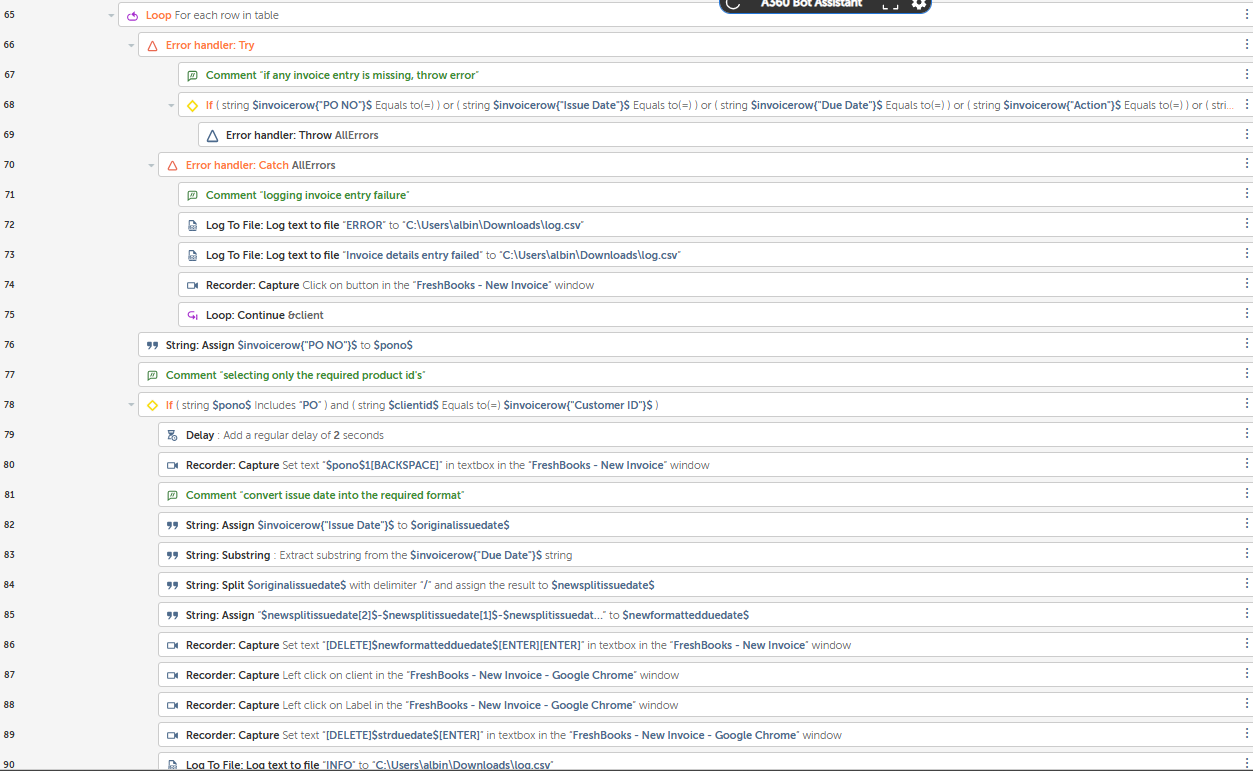 A360 Bot Assistant
65 Loop For each row in table
66 Error handler: Try
67 Comment "if any invoice entry is missing, throw error"
68 If ( string $invoicerow{"PO NO"}$ Equals to(=) ) or ( string $invoicerow{"Issue Date"}$ Equals to(=) ) or ( string $invoicerow{"Due Date"}$ Equals to(=) ) or ( string $invoicerow{"Action"}$ Equals to(=) ) or ( stri...
69 Error handler: Throw AllErrors
70 Error handler: Catch AllErrors
71 Comment "logging invoice entry failure"
72 Log To File: Log text to file "ERROR" to "C:\Users\albin\Downloads\log.csv"
73 Log To File: Log text to file "Invoice details entry failed" to "C:\Users\albin\Downloads\log.csv"
74 Recorder: Capture Click on button in the "FreshBooks - New Invoice" window
75 Loop: Continue &client
76 String: Assign $invoicerow{"PO NO"}$ to $pono$
77 Comment "selecting only the required product id's"
78 If ( string $pono$ Includes "PO" ) and ( string $clientid$ Equals to(=) $invoicerow{"Customer ID"}$ )
79 Delay : Add a regular delay of 2 seconds
80 Recorder: Capture Set text "$pono$1[BACKSPACE]" in textbox in the "FreshBooks - New Invoice" window
81 Comment "convert issue date into the required format"
82 String: Assign $invoicerow{"Issue Date"}$ to $originalissuedate$
83 String: Substring : Extract substring from the $invoicerow{"Due Date"}$ string
84 String: Split $originalissuedate$ with delimiter "/" and assign the result to $newsplitissuedate$
85 String: Assign "$newsplitissuedate[2]$-$newsplitissuedate[1]$-$newsplitissuedat..." to $newformattedduedate$
86 Recorder: Capture Set text "[DELETE]$newformattedduedate$[ENTER][ENTER]" in textbox in the "FreshBooks - New Invoice" window
87 Recorder: Capture Left click on client in the "FreshBooks - New Invoice - Google Chrome" window
88 Recorder: Capture Left click on Label in the "FreshBooks - New Invoice - Google Chrome" window
89 Recorder: Capture Set text "[DELETE]$strduedate$[ENTER]" in textbox in the "FreshBooks - New Invoice - Google Chrome" window
90 Log To File: Log text to file "INFO" to "C:\Users\albin\Downloads\log.csv"